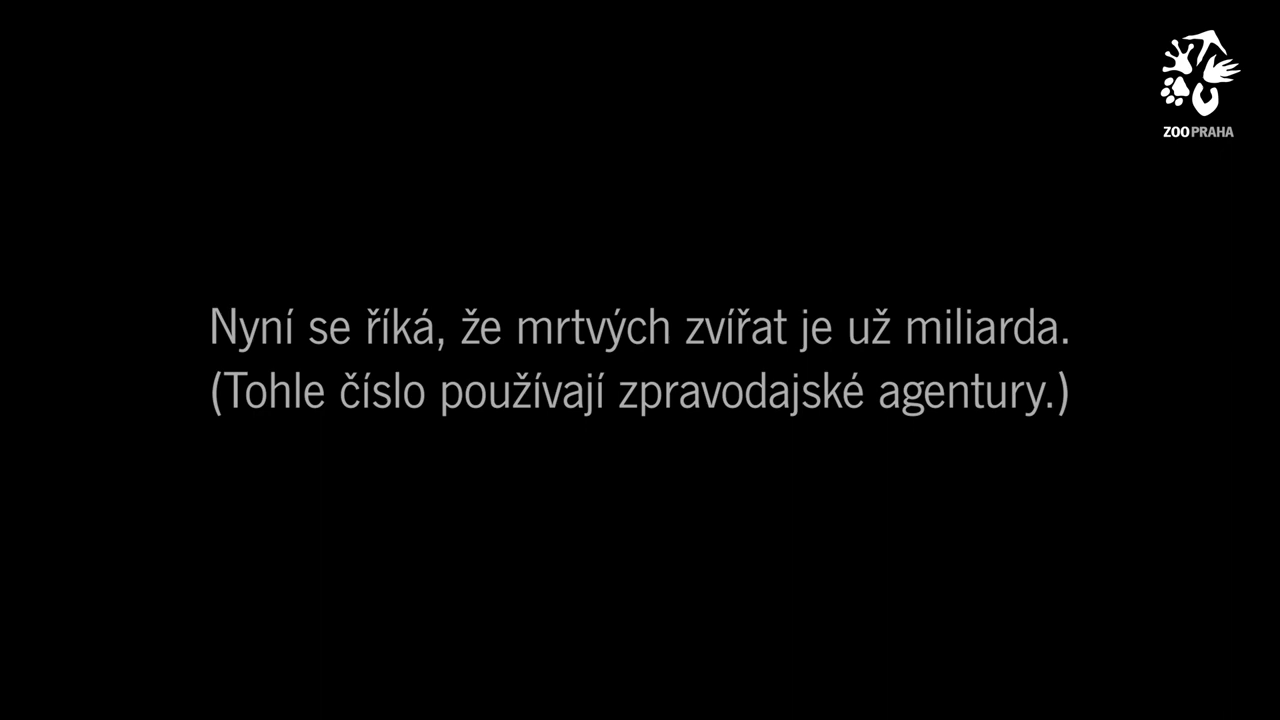 ZOO PRAHA
Nyní se říká, že mrtvých zvířat je už miliarda.
(Tohle číslo používají zpravodajské agentury.)